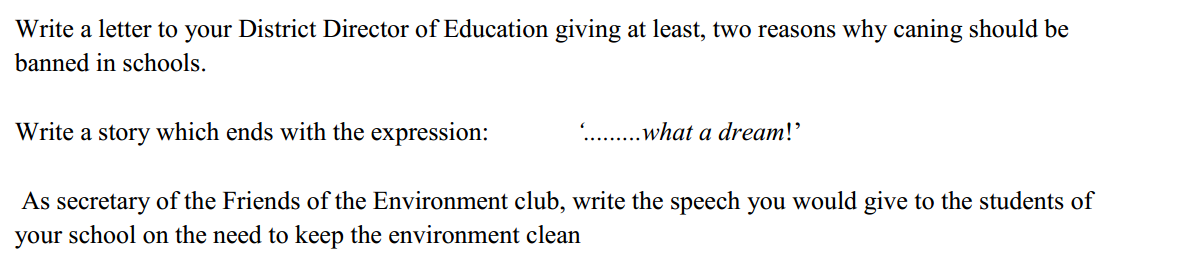 Write a letter to your District Director of Education giving at least, two reasons why caning should be
banned in schools.
Write a story which ends with the expression: ‘.........what a dream!’
As secretary of the Friends of the Environment club, write the speech you would give to the students of
your school on the need to keep the environment clean